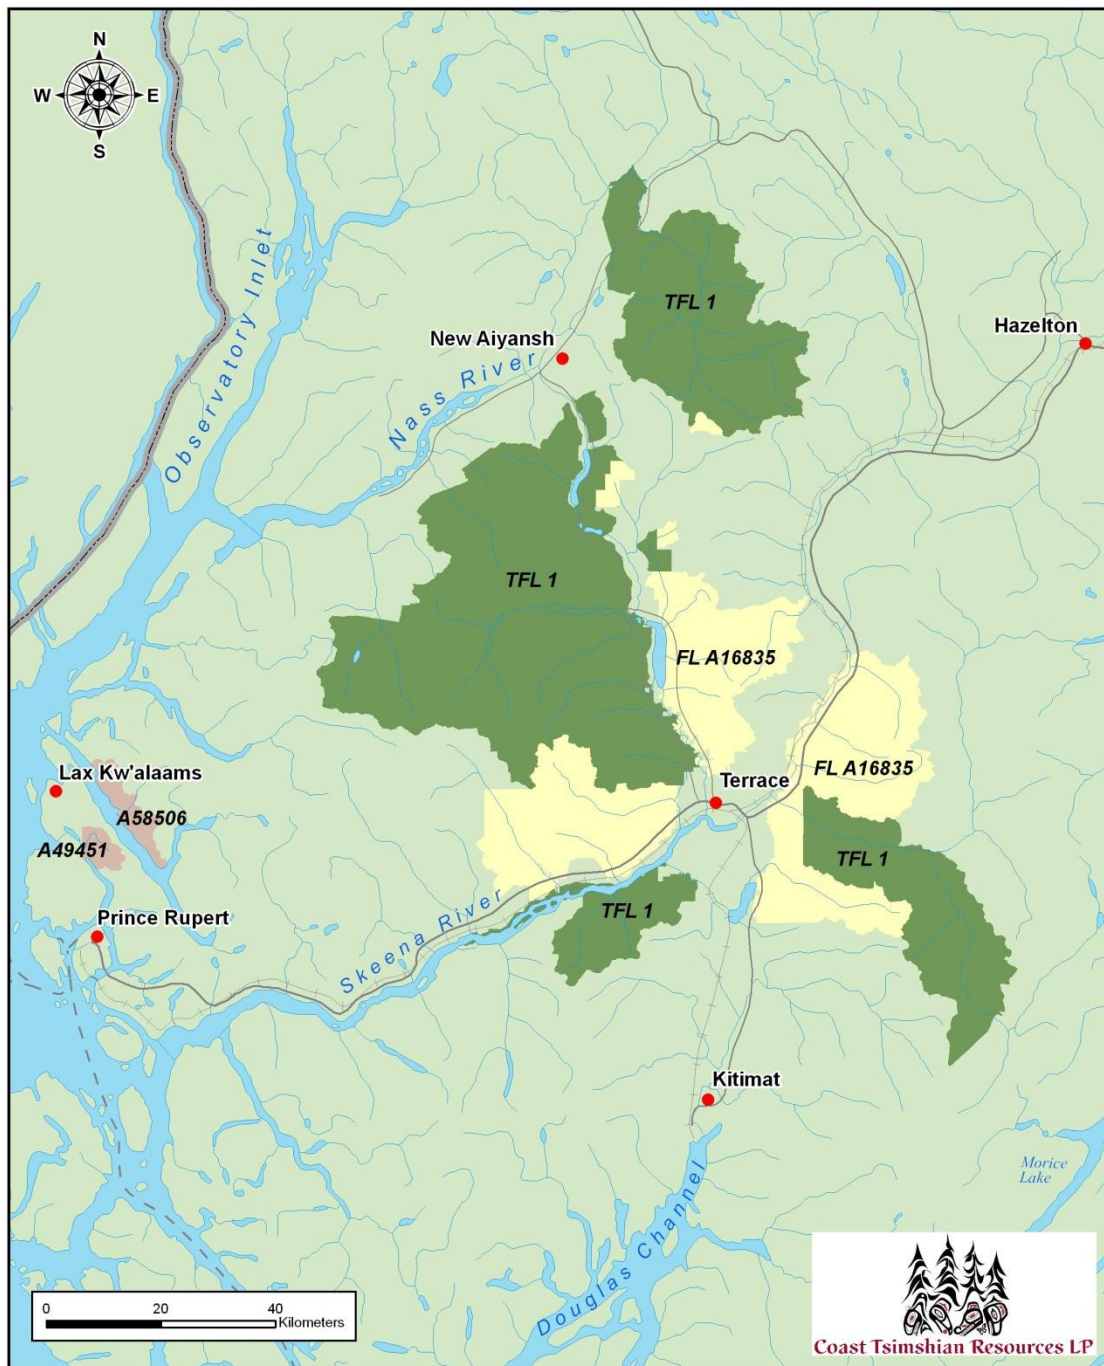 N
W E
S
Observatory Inlet
TFL 1
Hazelton
New Aiyansh
Nass River
TFL 1
FL A16835
Lax Kw'alaams
A58506
A49451
Terrace
FL A16835
TFL 1
Prince Rupert
Skeena River
TFL 1
Kitimat
Morice
Lake
Douglas Channel
0 20 40
Kilometers
Coast Tsimshian Resources LP